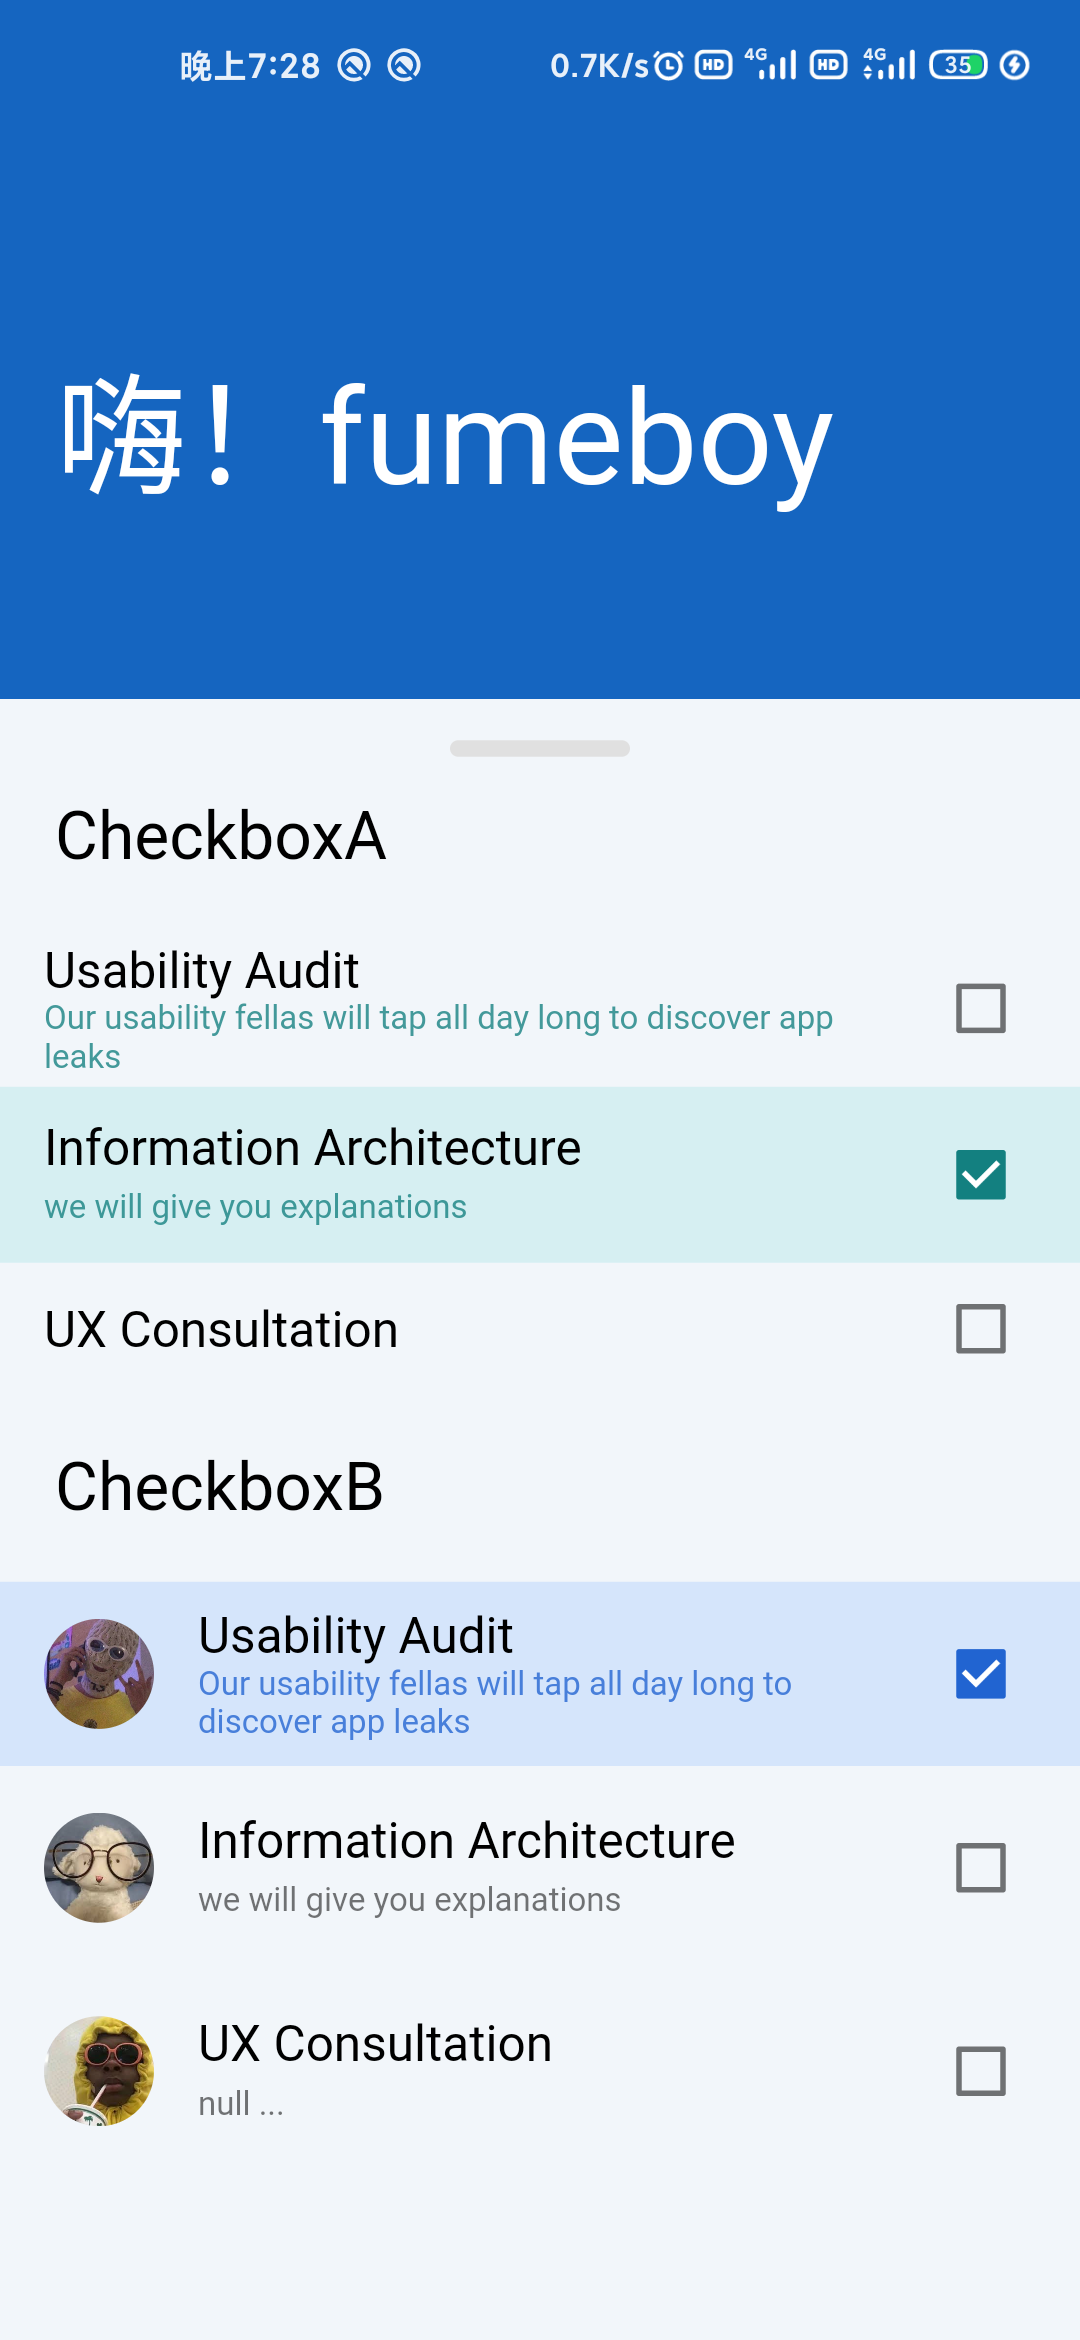 晚上7:28 0.7K/s HD 4G HD 4G 35
嗨！fumeboy
CheckboxA
Usability Audit
Our usability fellas will tap all day long to discover app
leaks
Information Architecture
we will give you explanations
UX Consultation
CheckboxB
Usability Audit
Our usability fellas will tap all day long to
discover app leaks
Information Architecture
we will give you explanations
UX Consultation
null ...